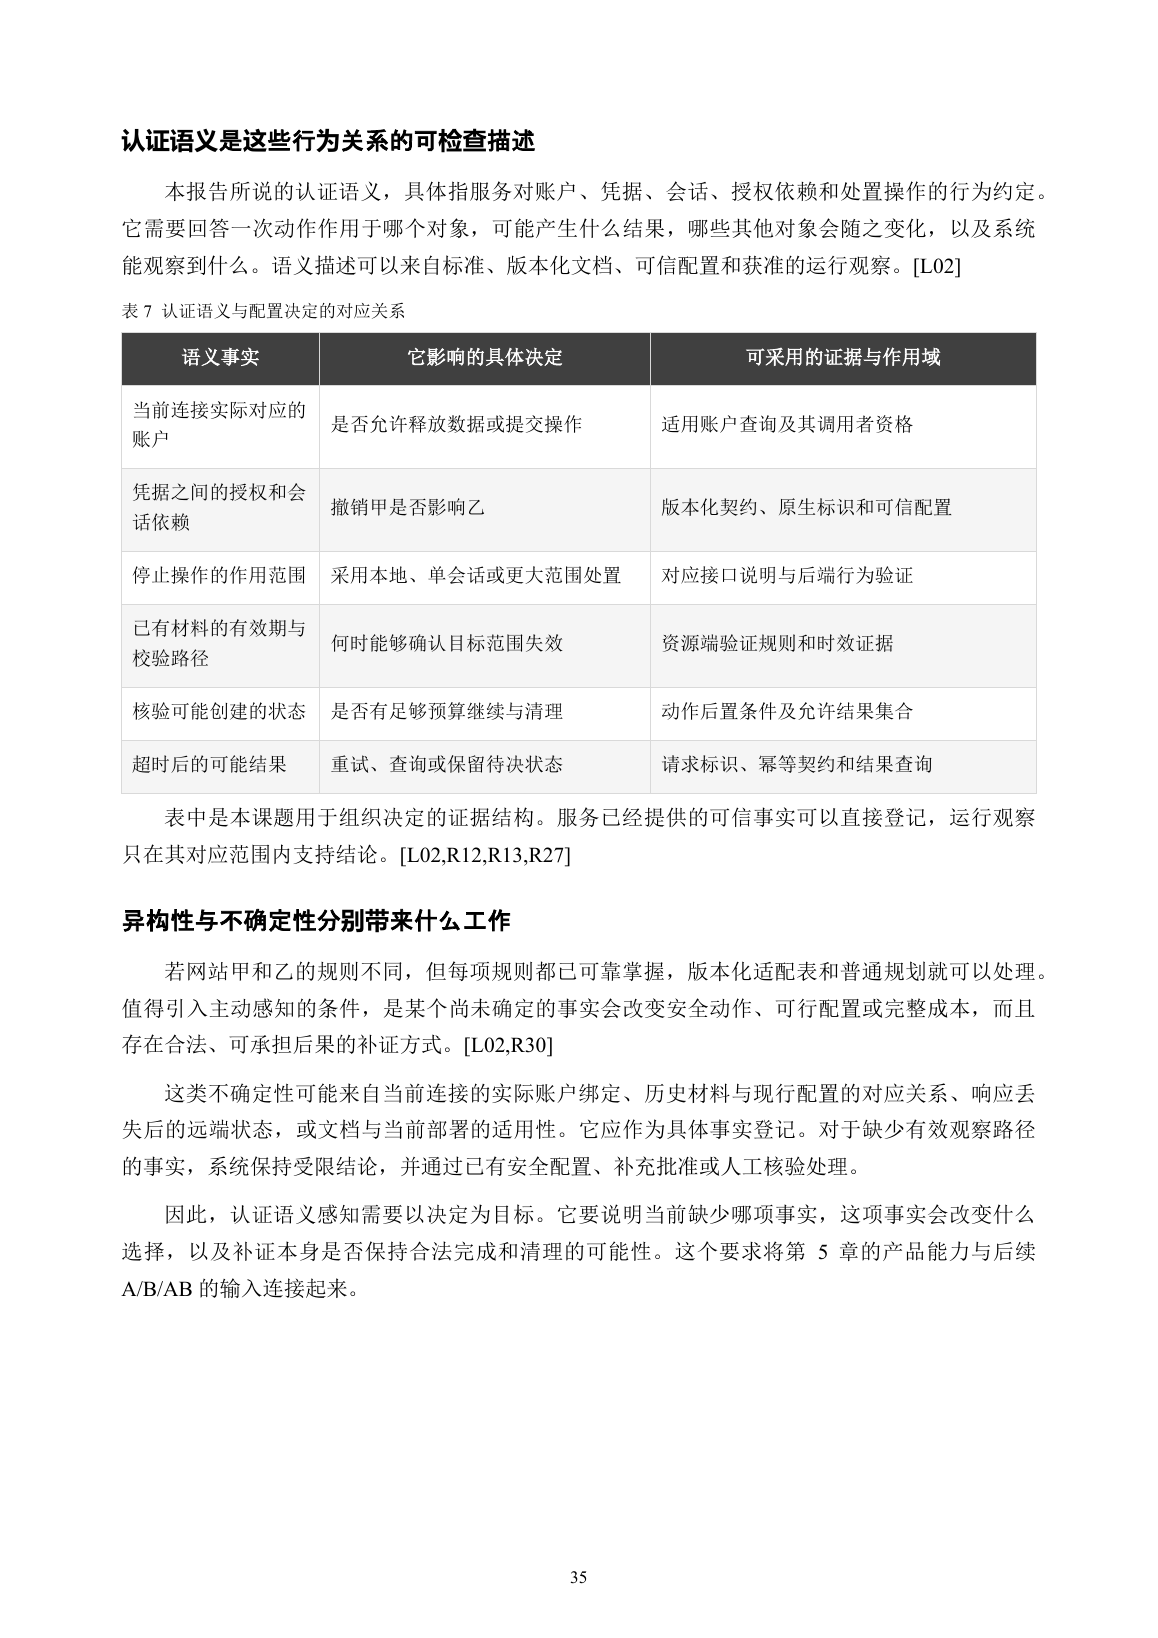 认证语义是这些行为关系的可检查描述
本报告所说的认证语义，具体指服务对账户、凭据、会话、授权依赖和处置操作的行为约定。
它需要回答一次动作作用于哪个对象，可能产生什么结果，哪些其他对象会随之变化，以及系统
能观察到什么。语义描述可以来自标准、版本化文档、可信配置和获准的运行观察。[L02]
表 7 认证语义与配置决定的对应关系
语义事实 它影响的具体决定 可采用的证据与作用域
当前连接实际对应的
账户 是否允许释放数据或提交操作 适用账户查询及其调用者资格
凭据之间的授权和会
话依赖 撤销甲是否影响乙 版本化契约、原生标识和可信配置
停止操作的作用范围 采用本地、单会话或更大范围处置 对应接口说明与后端行为验证
已有材料的有效期与
校验路径 何时能够确认目标范围失效 资源端验证规则和时效证据
核验可能创建的状态 是否有足够预算继续与清理 动作后置条件及允许结果集合
超时后的可能结果 重试、查询或保留待决状态 请求标识、幂等契约和结果查询
表中是本课题用于组织决定的证据结构。服务已经提供的可信事实可以直接登记，运行观察
只在其对应范围内支持结论。[L02,R12,R13,R27]
异构性与不确定性分别带来什么工作
若网站甲和乙的规则不同，但每项规则都已可靠掌握，版本化适配表和普通规划就可以处理。
值得引入主动感知的条件，是某个尚未确定的事实会改变安全动作、可行配置或完整成本，而且
存在合法、可承担后果的补证方式。[L02,R30]
这类不确定性可能来自当前连接的实际账户绑定、历史材料与现行配置的对应关系、响应丢
失后的远端状态，或文档与当前部署的适用性。它应作为具体事实登记。对于缺少有效观察路径
的事实，系统保持受限结论，并通过已有安全配置、补充批准或人工核验处理。
因此，认证语义感知需要以决定为目标。它要说明当前缺少哪项事实，这项事实会改变什么
选择，以及补证本身是否保持合法完成和清理的可能性。这个要求将第 5 章的产品能力与后续
A/B/AB 的输入连接起来。
35